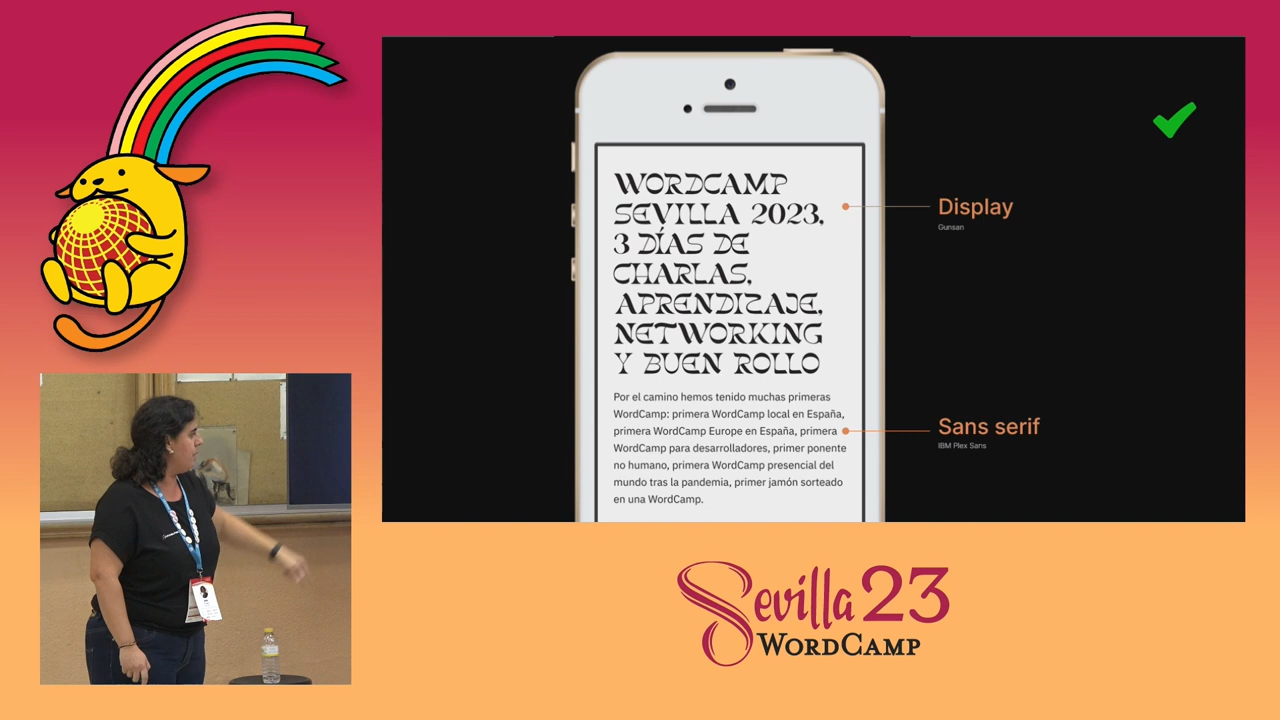 WORDCAMP
SEVILLA 2023,
3 DÍAS DE
CHARLAS,
APRENDIZAJE,
NETWORKING
Y BUEN ROLLO
Por el camino hemos tenido muchas primeras
WordCamp: primera WordCamp local en España,
primera WordCamp Europe en España, primera
WordCamp para desarrolladores, primer ponente
no humano, primera WordCamp presencial del
mundo tras la pandemia, primer jamón sorteado
en una WordCamp.
Display
Gunsan
Sans serif
IBM Plex Sans
Sevilla 23
WORDCAMP